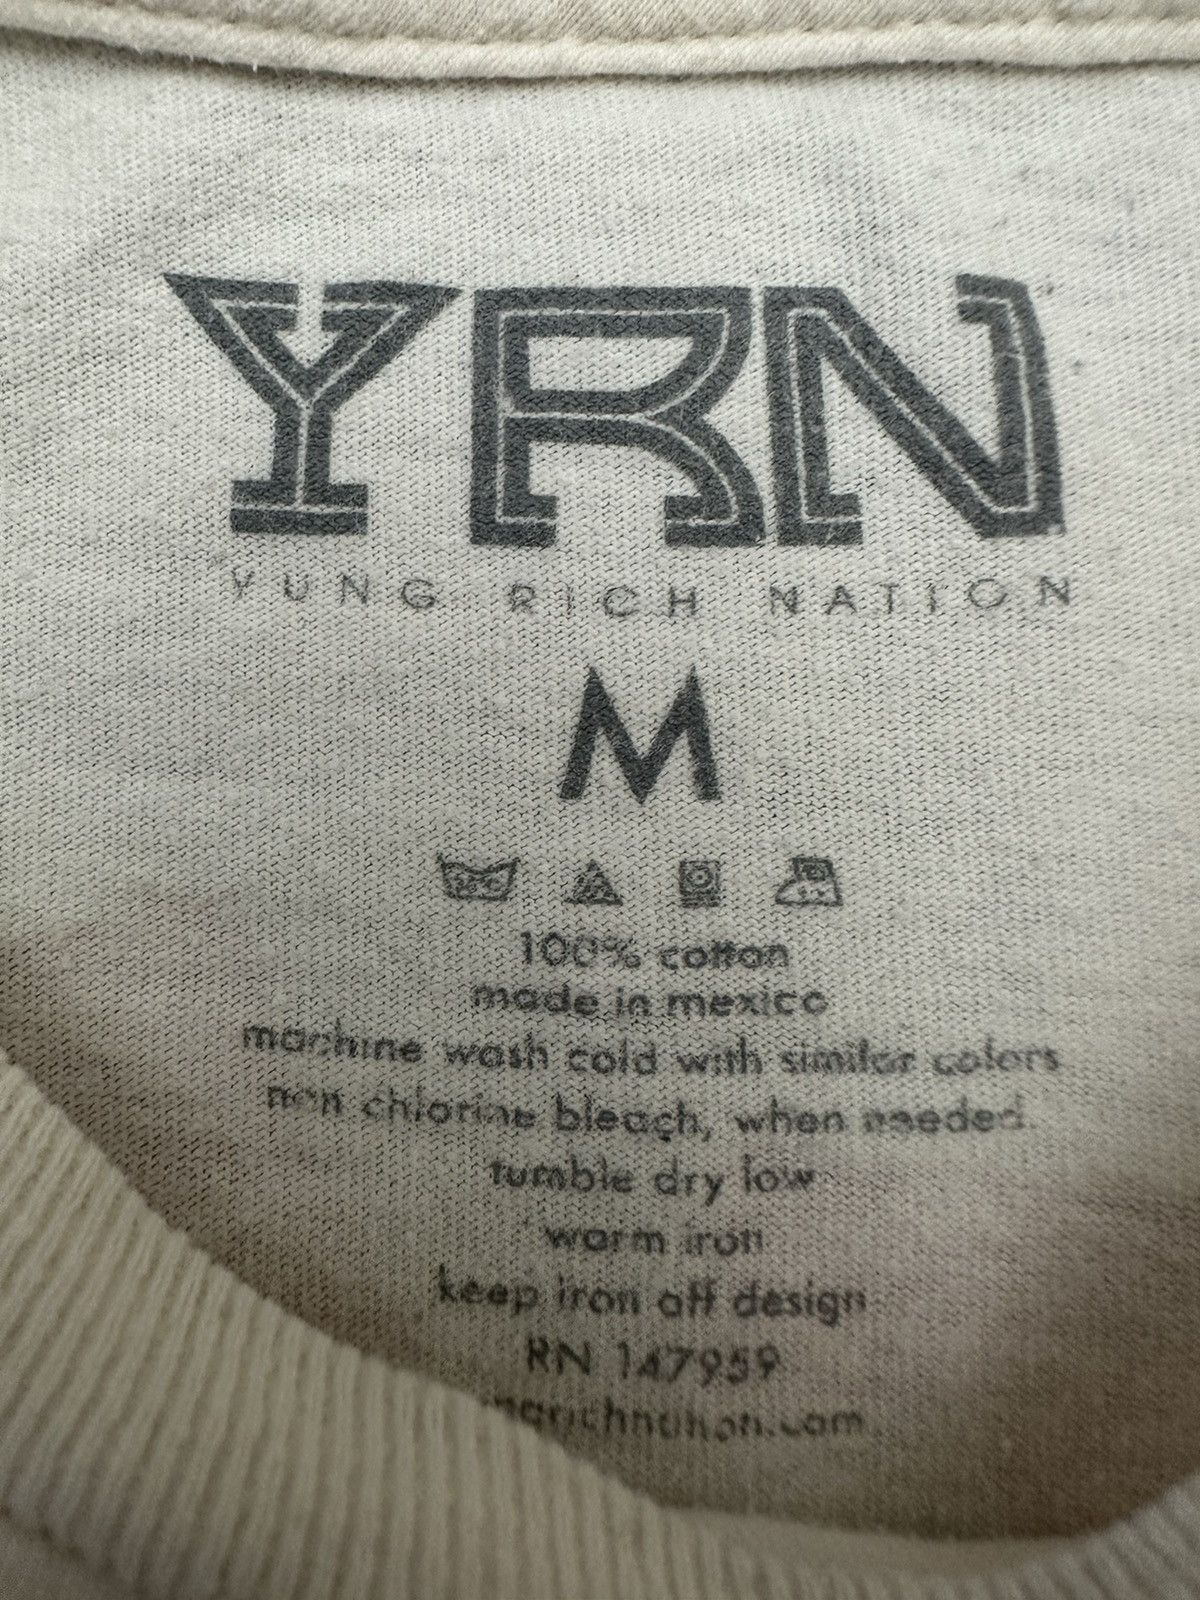 YRN
YUNG RICH NATION
M
100% cotton
made in mexico
machine wash cold with similar colors
non chlorine bleach, when needed.
tumble dry low
warm iron
keep iron off design
RN 147959